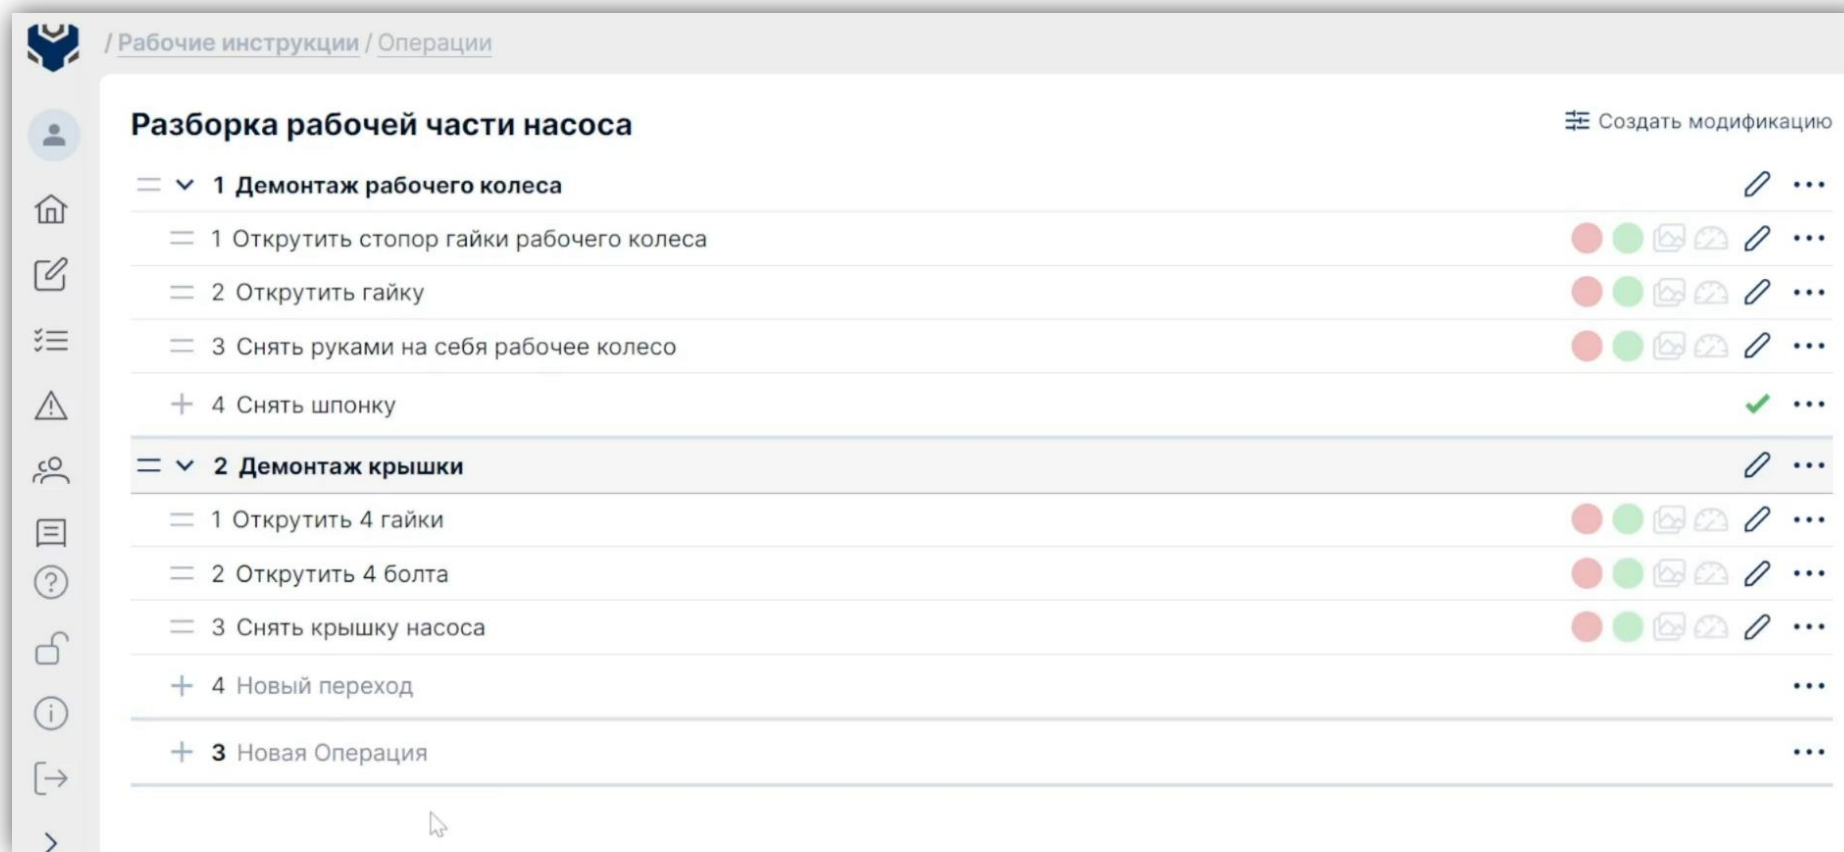 / Рабочие инструкции / Операции
Разборка рабочей части насоса
Создать модификацию
1 Демонтаж рабочего колеса
1 Открутить стопор гайки рабочего колеса
2 Открутить гайку
3 Снять руками на себя рабочее колесо
4 Снять шпонку
2 Демонтаж крышки
1 Открутить 4 гайки
2 Открутить 4 болта
3 Снять крышку насоса
4 Новый переход
3 Новая Операция